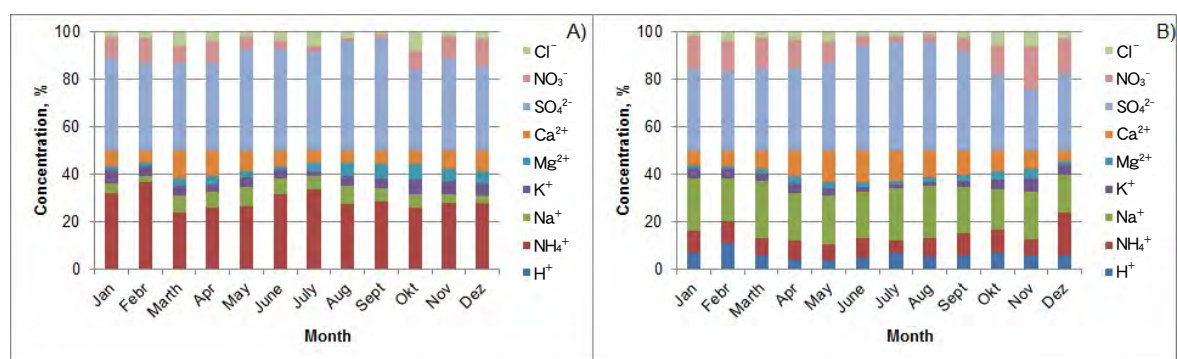 A)
Concentration, %
100
80
60
40
20
0
Jan Febr Marth Apr May June July Aug Sept Okt Nov Dez
Month
Cl⁻
NO₃⁻
SO₄²⁻
Ca²⁺
Mg²⁺
K⁺
Na⁺
NH₄⁺
H⁺
B)
Concentration, %
100
80
60
40
20
0
Jan Febr March Apr May June July Aug Sept Okt Nov Dez
Month
Cl⁻
NO₃⁻
SO₄²⁻
Ca²⁺
Mg²⁺
K⁺
Na⁺
NH₄⁺
H⁺